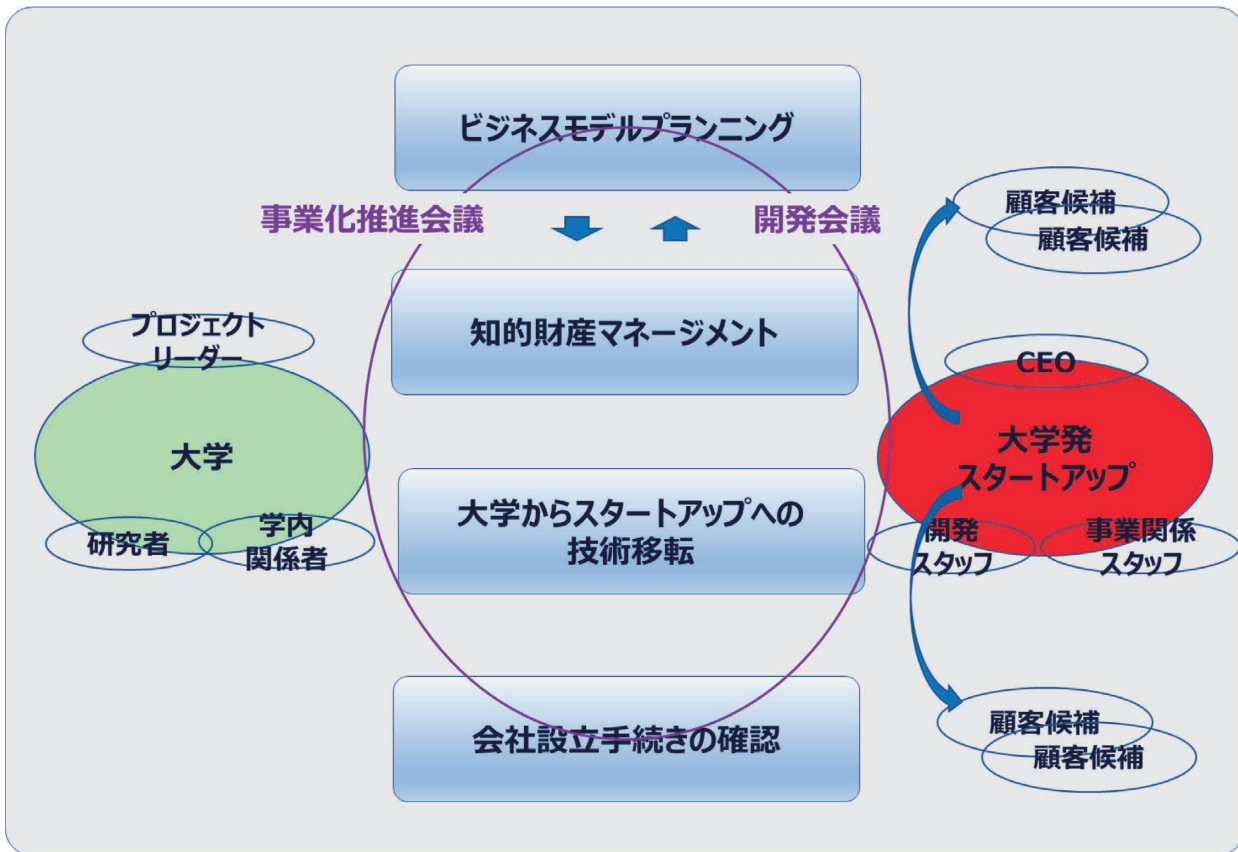 ビジネスモデルプランニング
事業化推進会議
開発会議
顧客候補
顧客候補
知的財産マネージメント
プロジェクト
リーダー
大学
研究者
学内
関係者
CEO
大学発
スタートアップ
開発
スタッフ
事業関係
スタッフ
大学からスタートアップへの
技術移転
会社設立手続きの確認
顧客候補
顧客候補